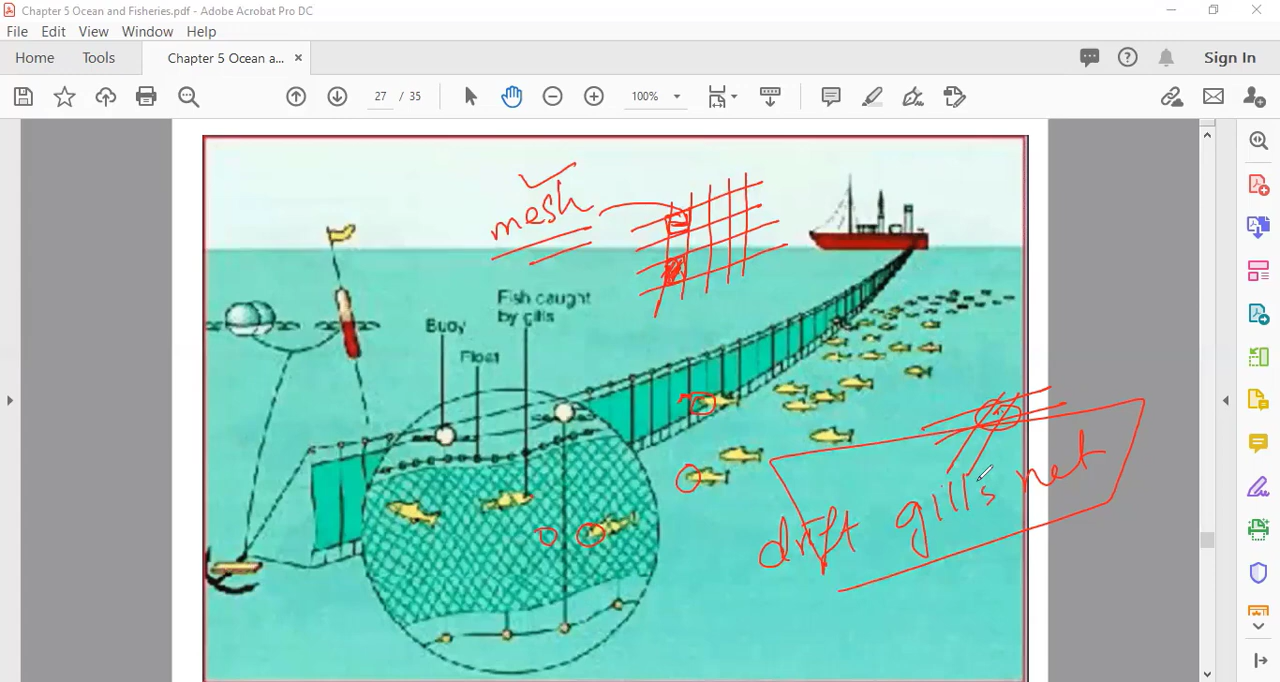 Chapter 5 Ocean and Fisheries.pdf - Adobe Acrobat Pro DC
File Edit View Window Help
Home Tools Chapter 5 Ocean a... × Sign In
27 / 35 100%
mesh
Fish caught
by gills
Buoy
Float
drift gills net